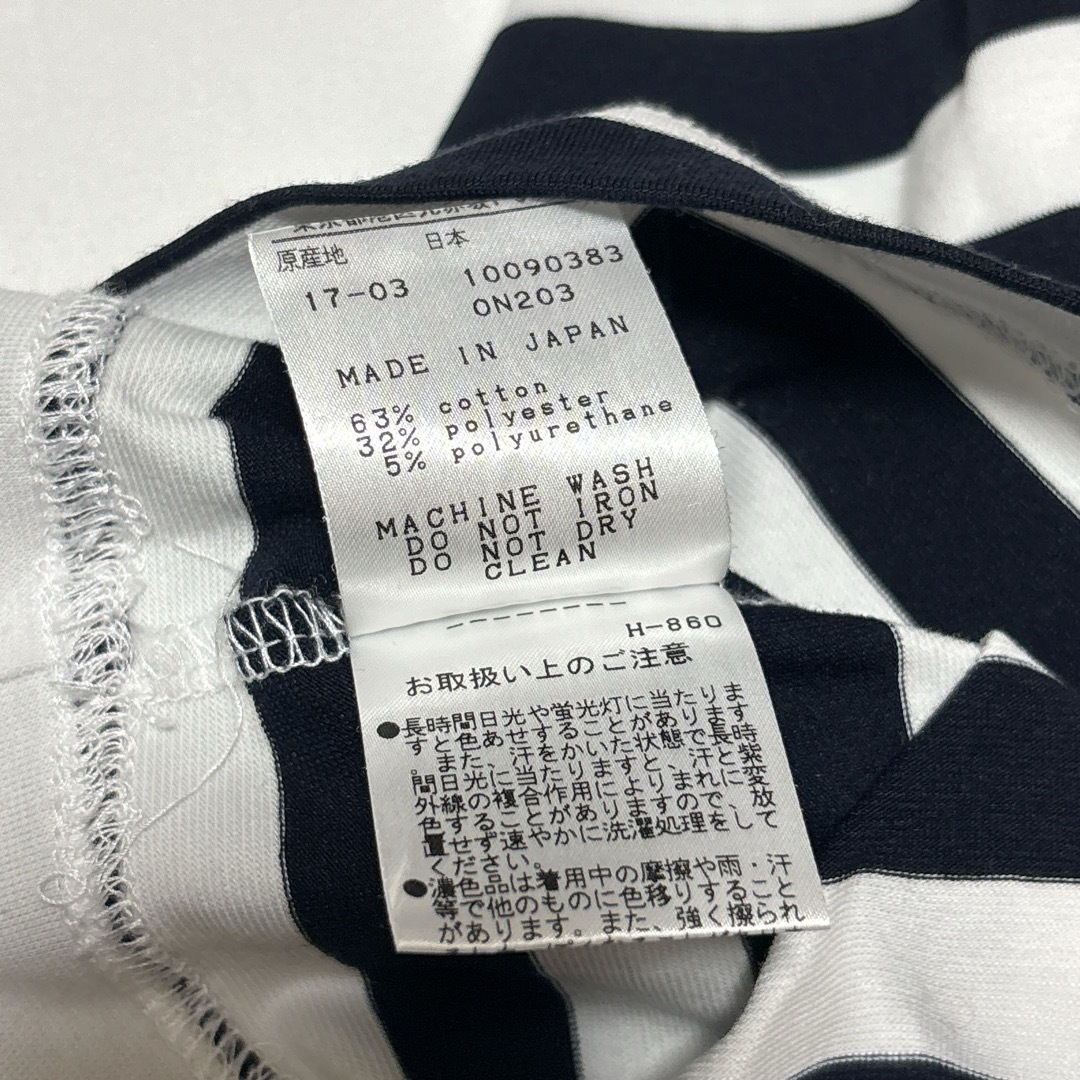 原産地 日本
17-03 10090383
0N203
MADE IN JAPAN
63% cotton
32% polyester
5% polyurethane
MACHINE WASH
DO NOT IRON
DO NOT DRY
CLEAN
H-860
お取扱い上のご注意
●長時間日光や蛍光灯に当たりま
すと色あせすることがあります
。また、汗をかいた状態で長時
間日光に当たりますと、汗と紫
外線の複合作用によりまれに変
色することがありますので、放
置せず速やかに洗濯処理をして
ください。
●濃色品は着用中の摩擦や雨・汗
等で他のものに色移りすること
があります。また、強く擦られ